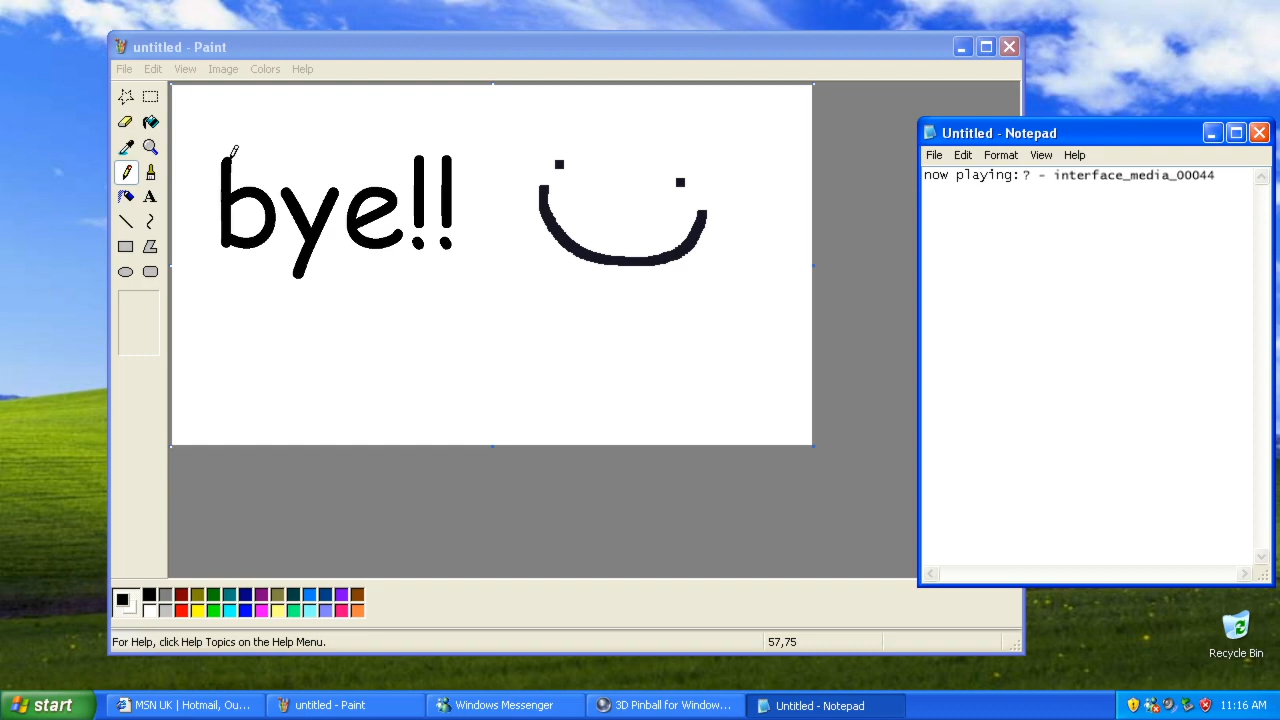 untitled - Paint
File Edit View Image Colors Help
bye!!
Untitled - Notepad
File Edit Format View Help
now playing: ? - interface_media_00044
For Help, click Help Topics on the Help Menu.
57,75
Recycle Bin
start
MSN UK | Hotmail, Ou...
untitled - Paint
Windows Messenger
3D Pinball for Window...
Untitled - Notepad
11:16 AM